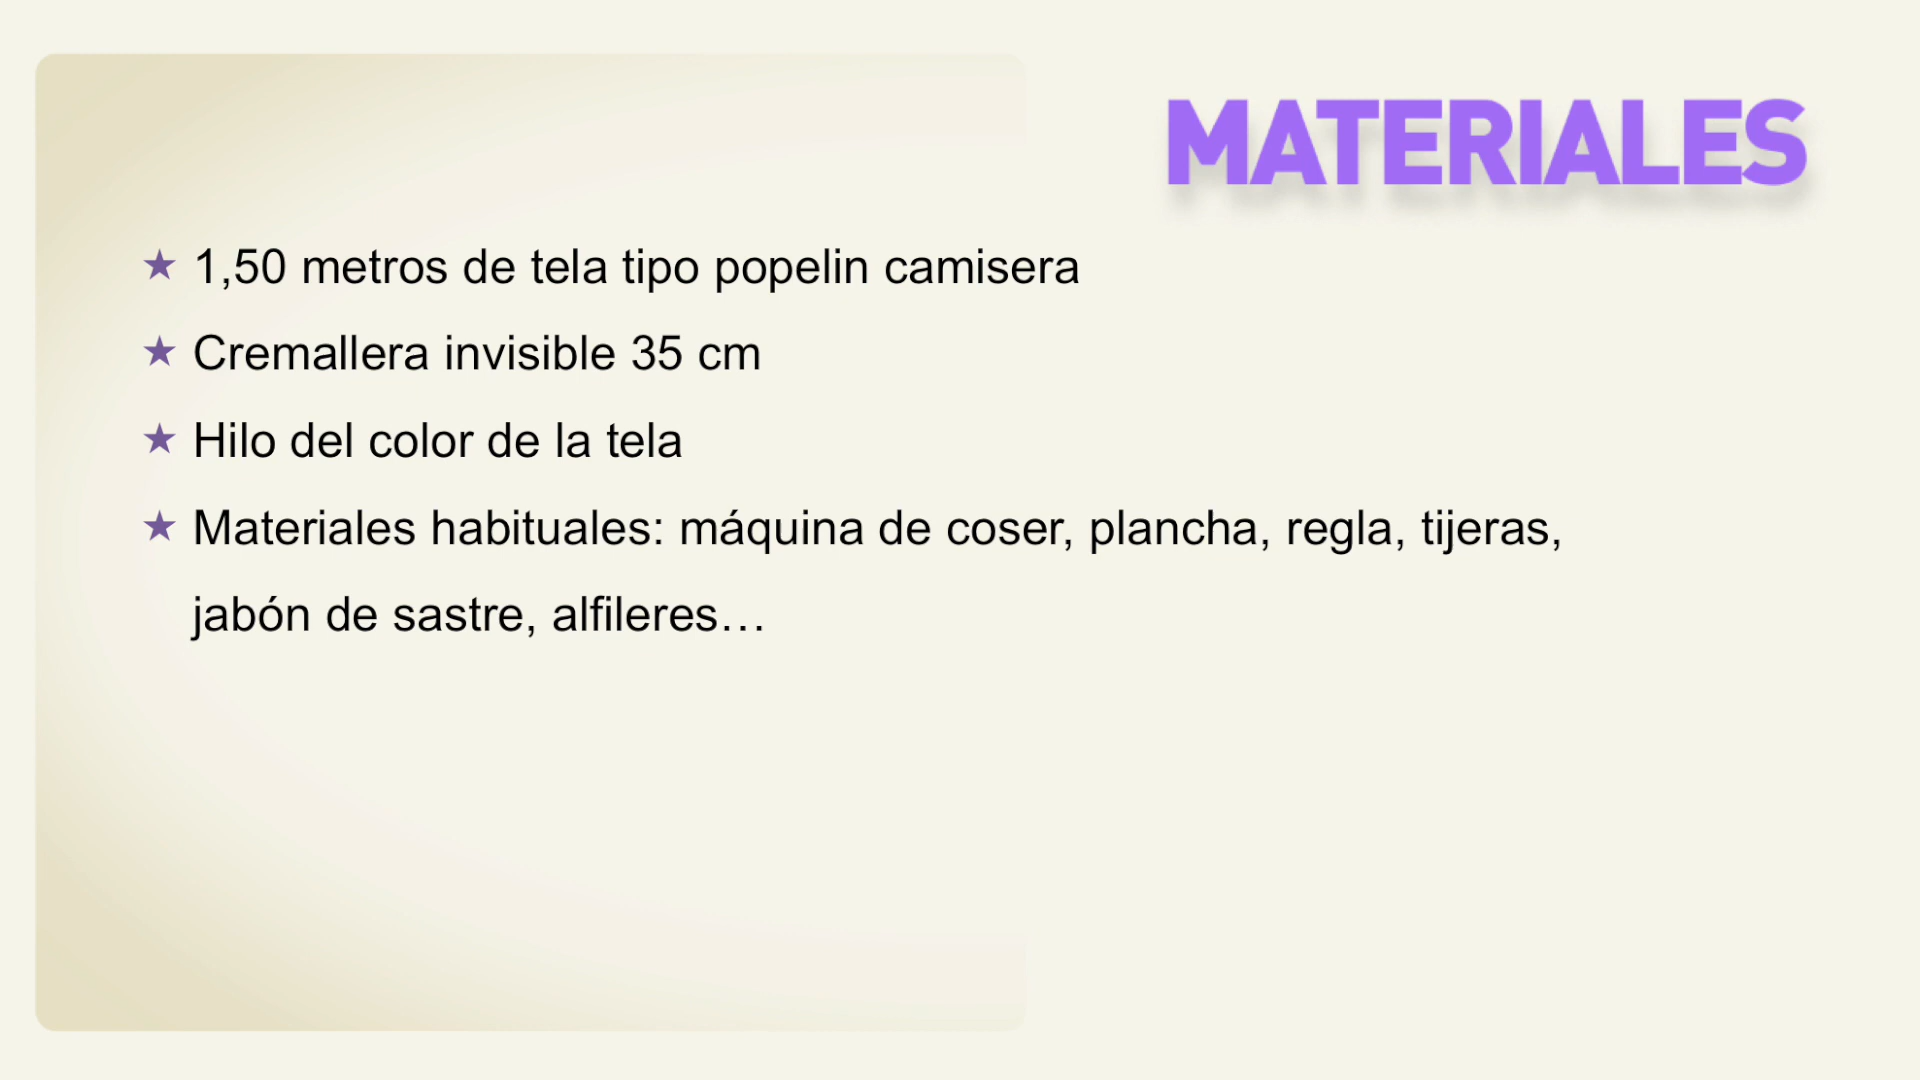 MATERIALES
★ 1,50 metros de tela tipo popelin camisera
★ Cremallera invisible 35 cm
★ Hilo del color de la tela
★ Materiales habituales: máquina de coser, plancha, regla, tijeras,
jabón de sastre, alfileres…